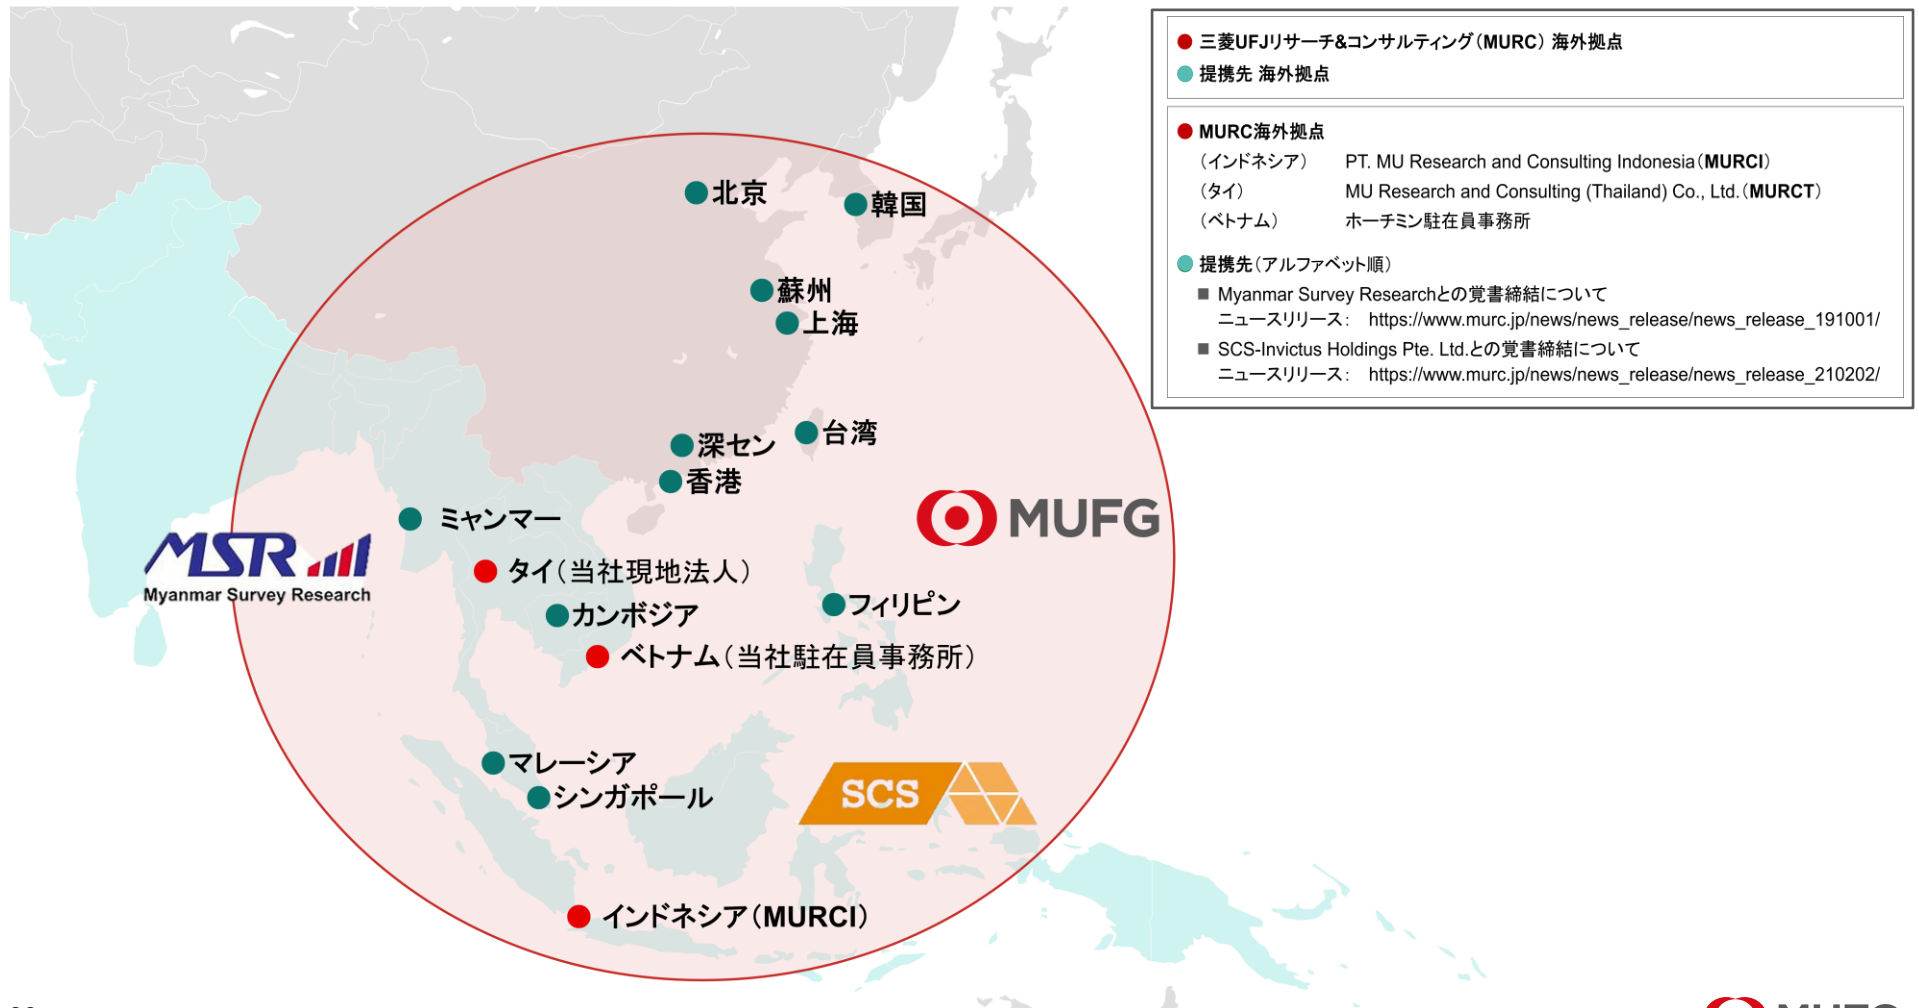 ● 三菱UFJリサーチ&コンサルティング（MURC） 海外拠点
● 提携先 海外拠点
● MURC海外拠点
（インドネシア） PT. MU Research and Consulting Indonesia（MURCI）
（タイ） MU Research and Consulting (Thailand) Co., Ltd.（MURCT）
（ベトナム） ホーチミン駐在員事務所
● 提携先（アルファベット順）
■ Myanmar Survey Researchとの覚書締結について
ニュースリリース： https://www.murc.jp/news/news_release/news_release_191001/
■ SCS-Invictus Holdings Pte. Ltd.との覚書締結について
ニュースリリース： https://www.murc.jp/news/news_release/news_release_210202/
北京
韓国
蘇州
上海
台湾
深セン
香港
ミャンマー
MUFG
MSR
Myanmar Survey Research
タイ（当社現地法人）
カンボジア
フィリピン
ベトナム（当社駐在員事務所）
マレーシア
シンガポール
SCS
インドネシア（MURCI）